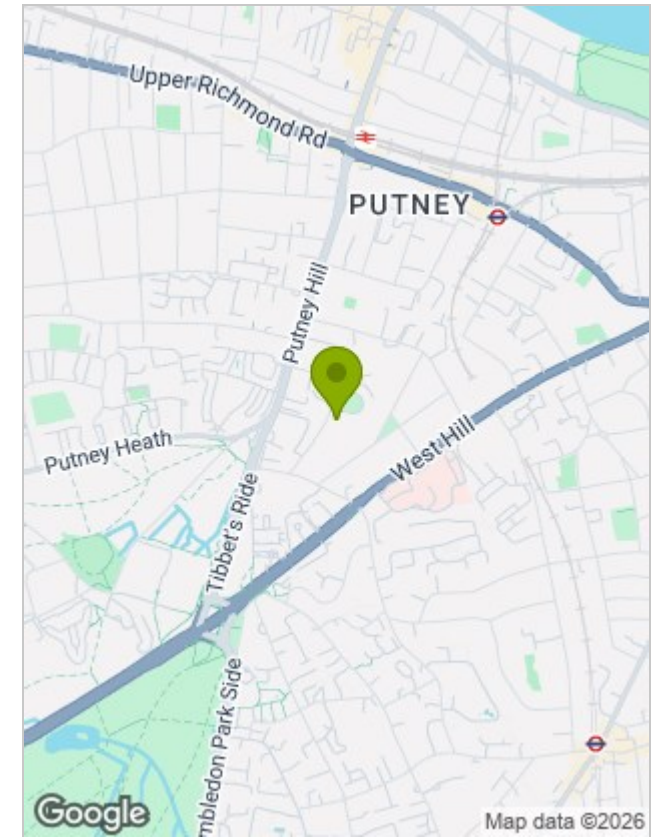 Upper Richmond Rd
PUTNEY
Putney Hill
Putney Heath
West Hill
Tibbet's Ride
mbledon Park Side
Google
Map data ©2026